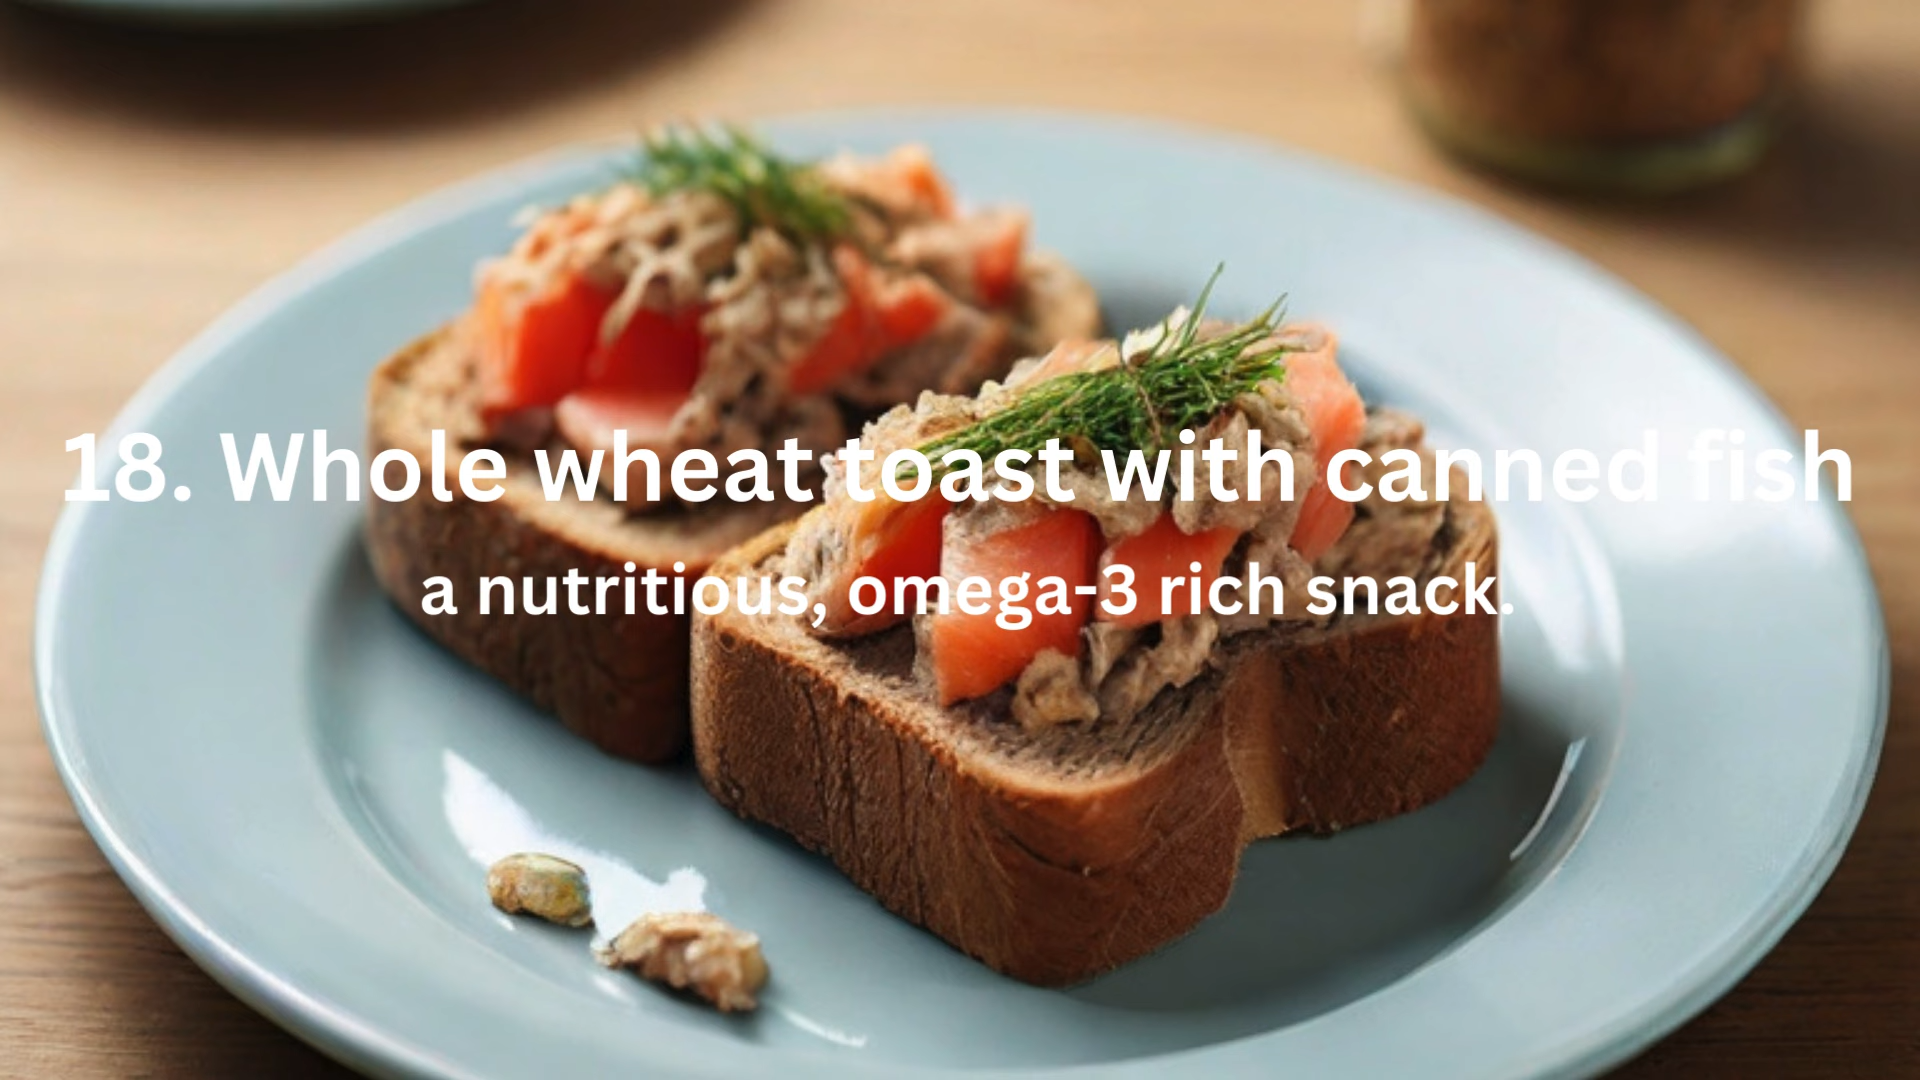 18. Whole wheat toast with canned fish
a nutritious, omega-3 rich snack.